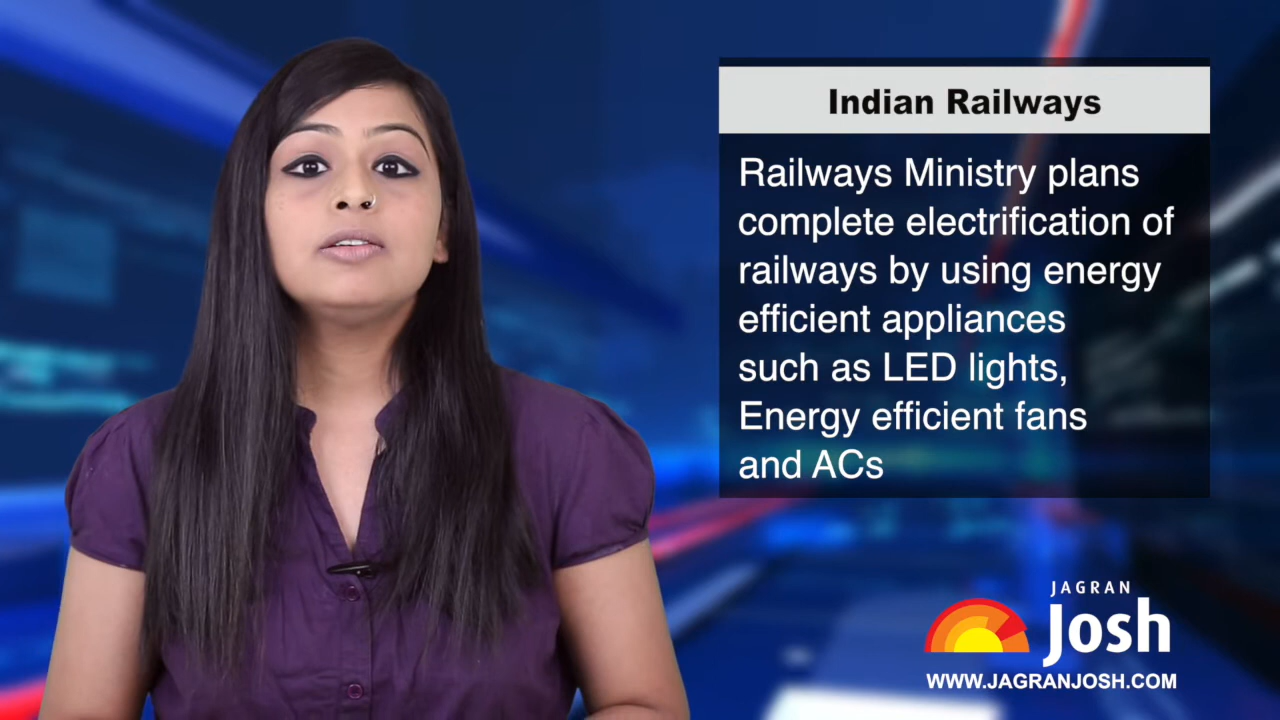 Indian Railways
Railways Ministry plans
complete electrification of
railways by using energy
efficient appliances
such as LED lights,
Energy efficient fans
and ACs
JAGRAN
Josh
WWW.JAGRANJOSH.COM